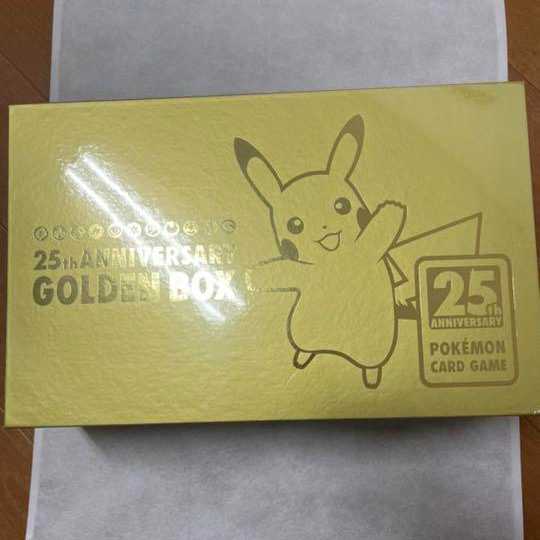 25th ANNIVERSARY
GOLDEN BOX
25th
ANNIVERSARY
POKÉMON
CARD GAME